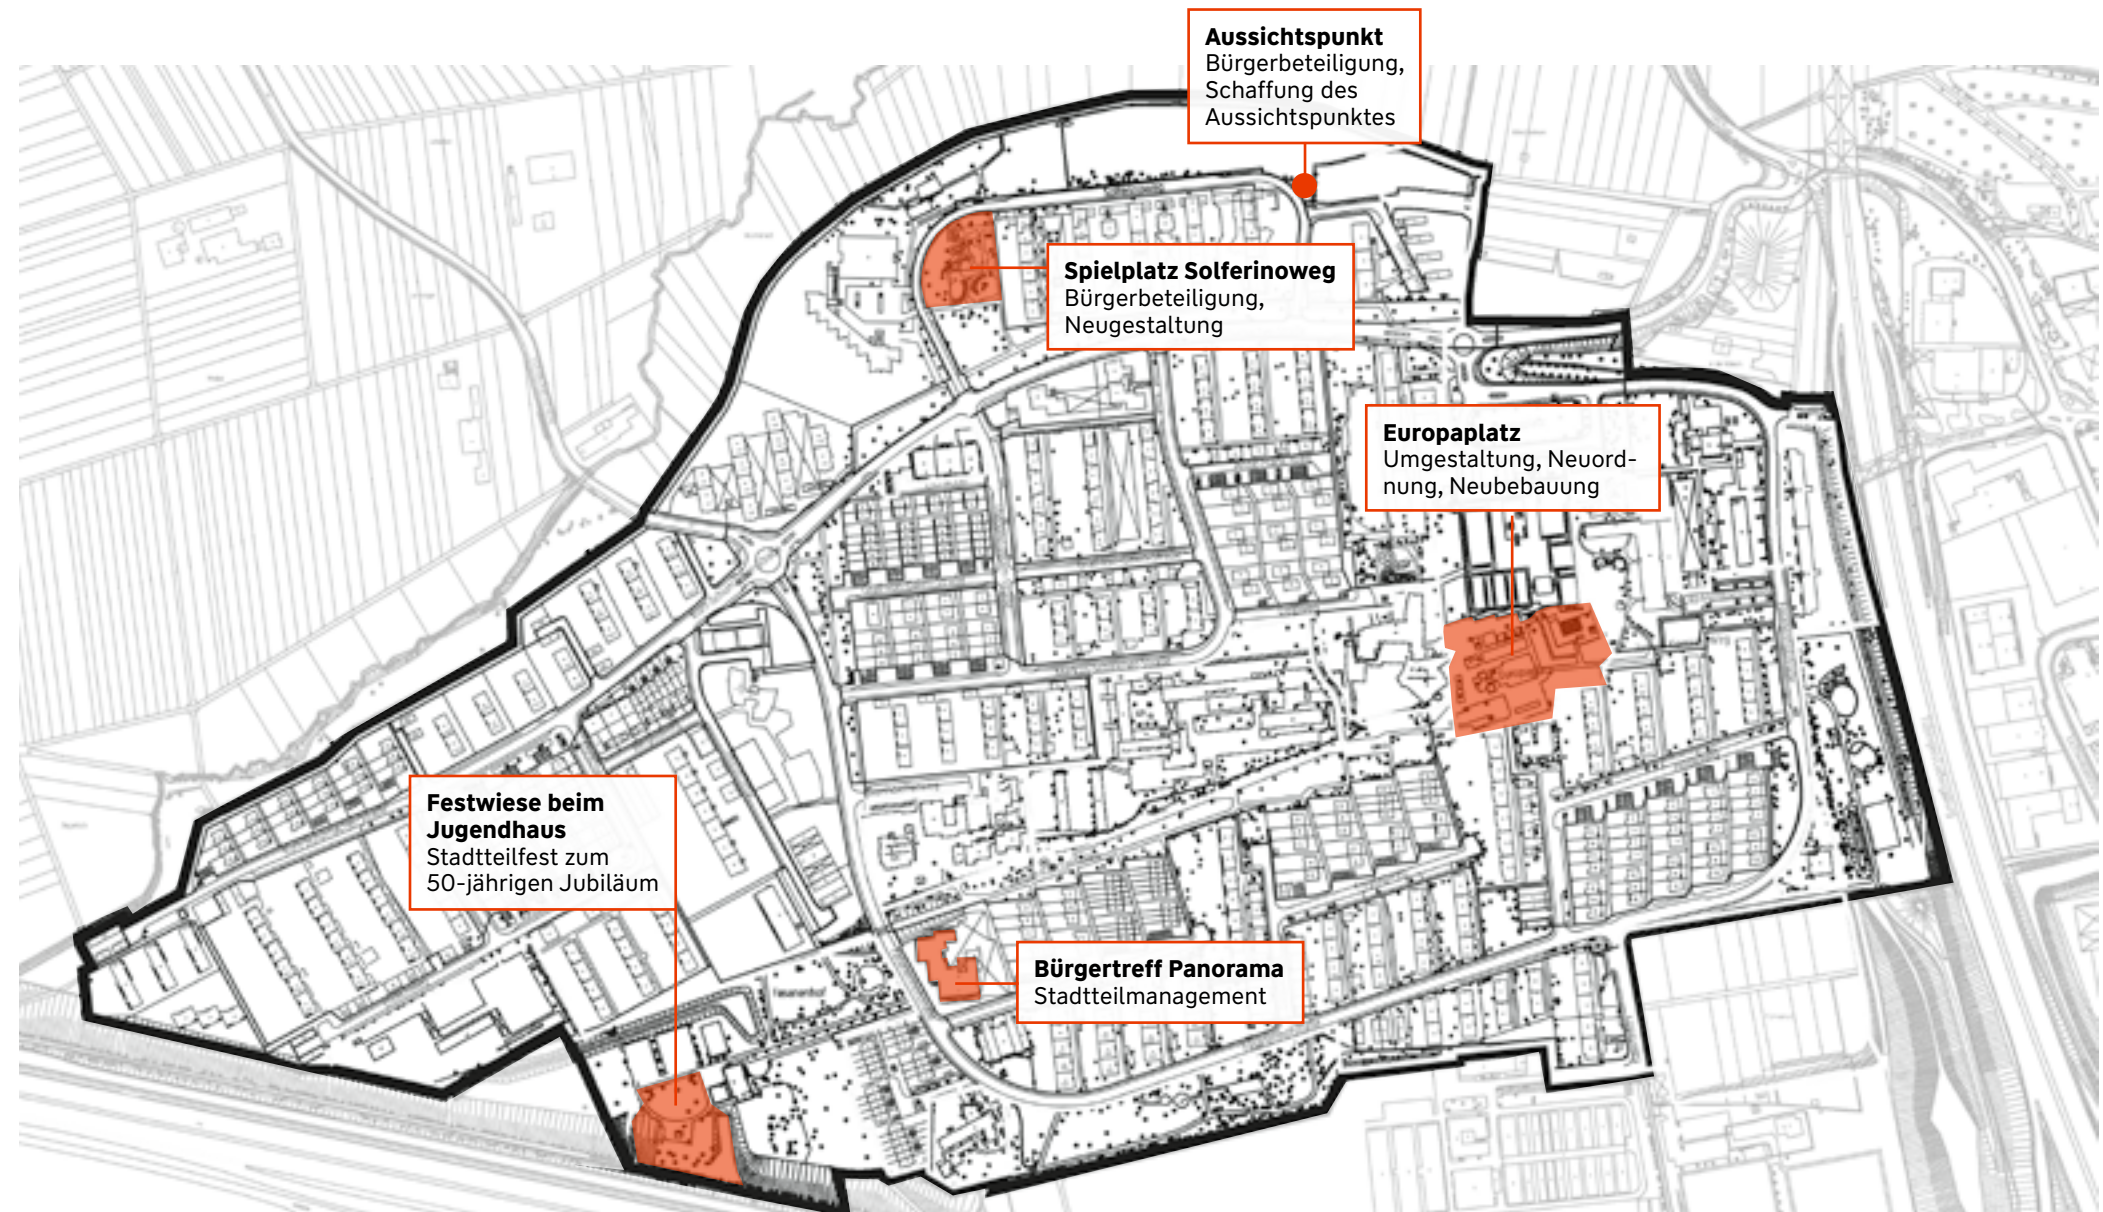 Aussichtspunkt
Bürgerbeteiligung,
Schaffung des
Aussichtspunktes
Spielplatz Solferinoweg
Bürgerbeteiligung,
Neugestaltung
Europaplatz
Umgestaltung, Neuord-
nung, Neubebauung
Festwiese beim
Jugendhaus
Stadtteilfest zum
50-jährigen Jubiläum
Bürgertreff Panorama
Stadtteilmanagement